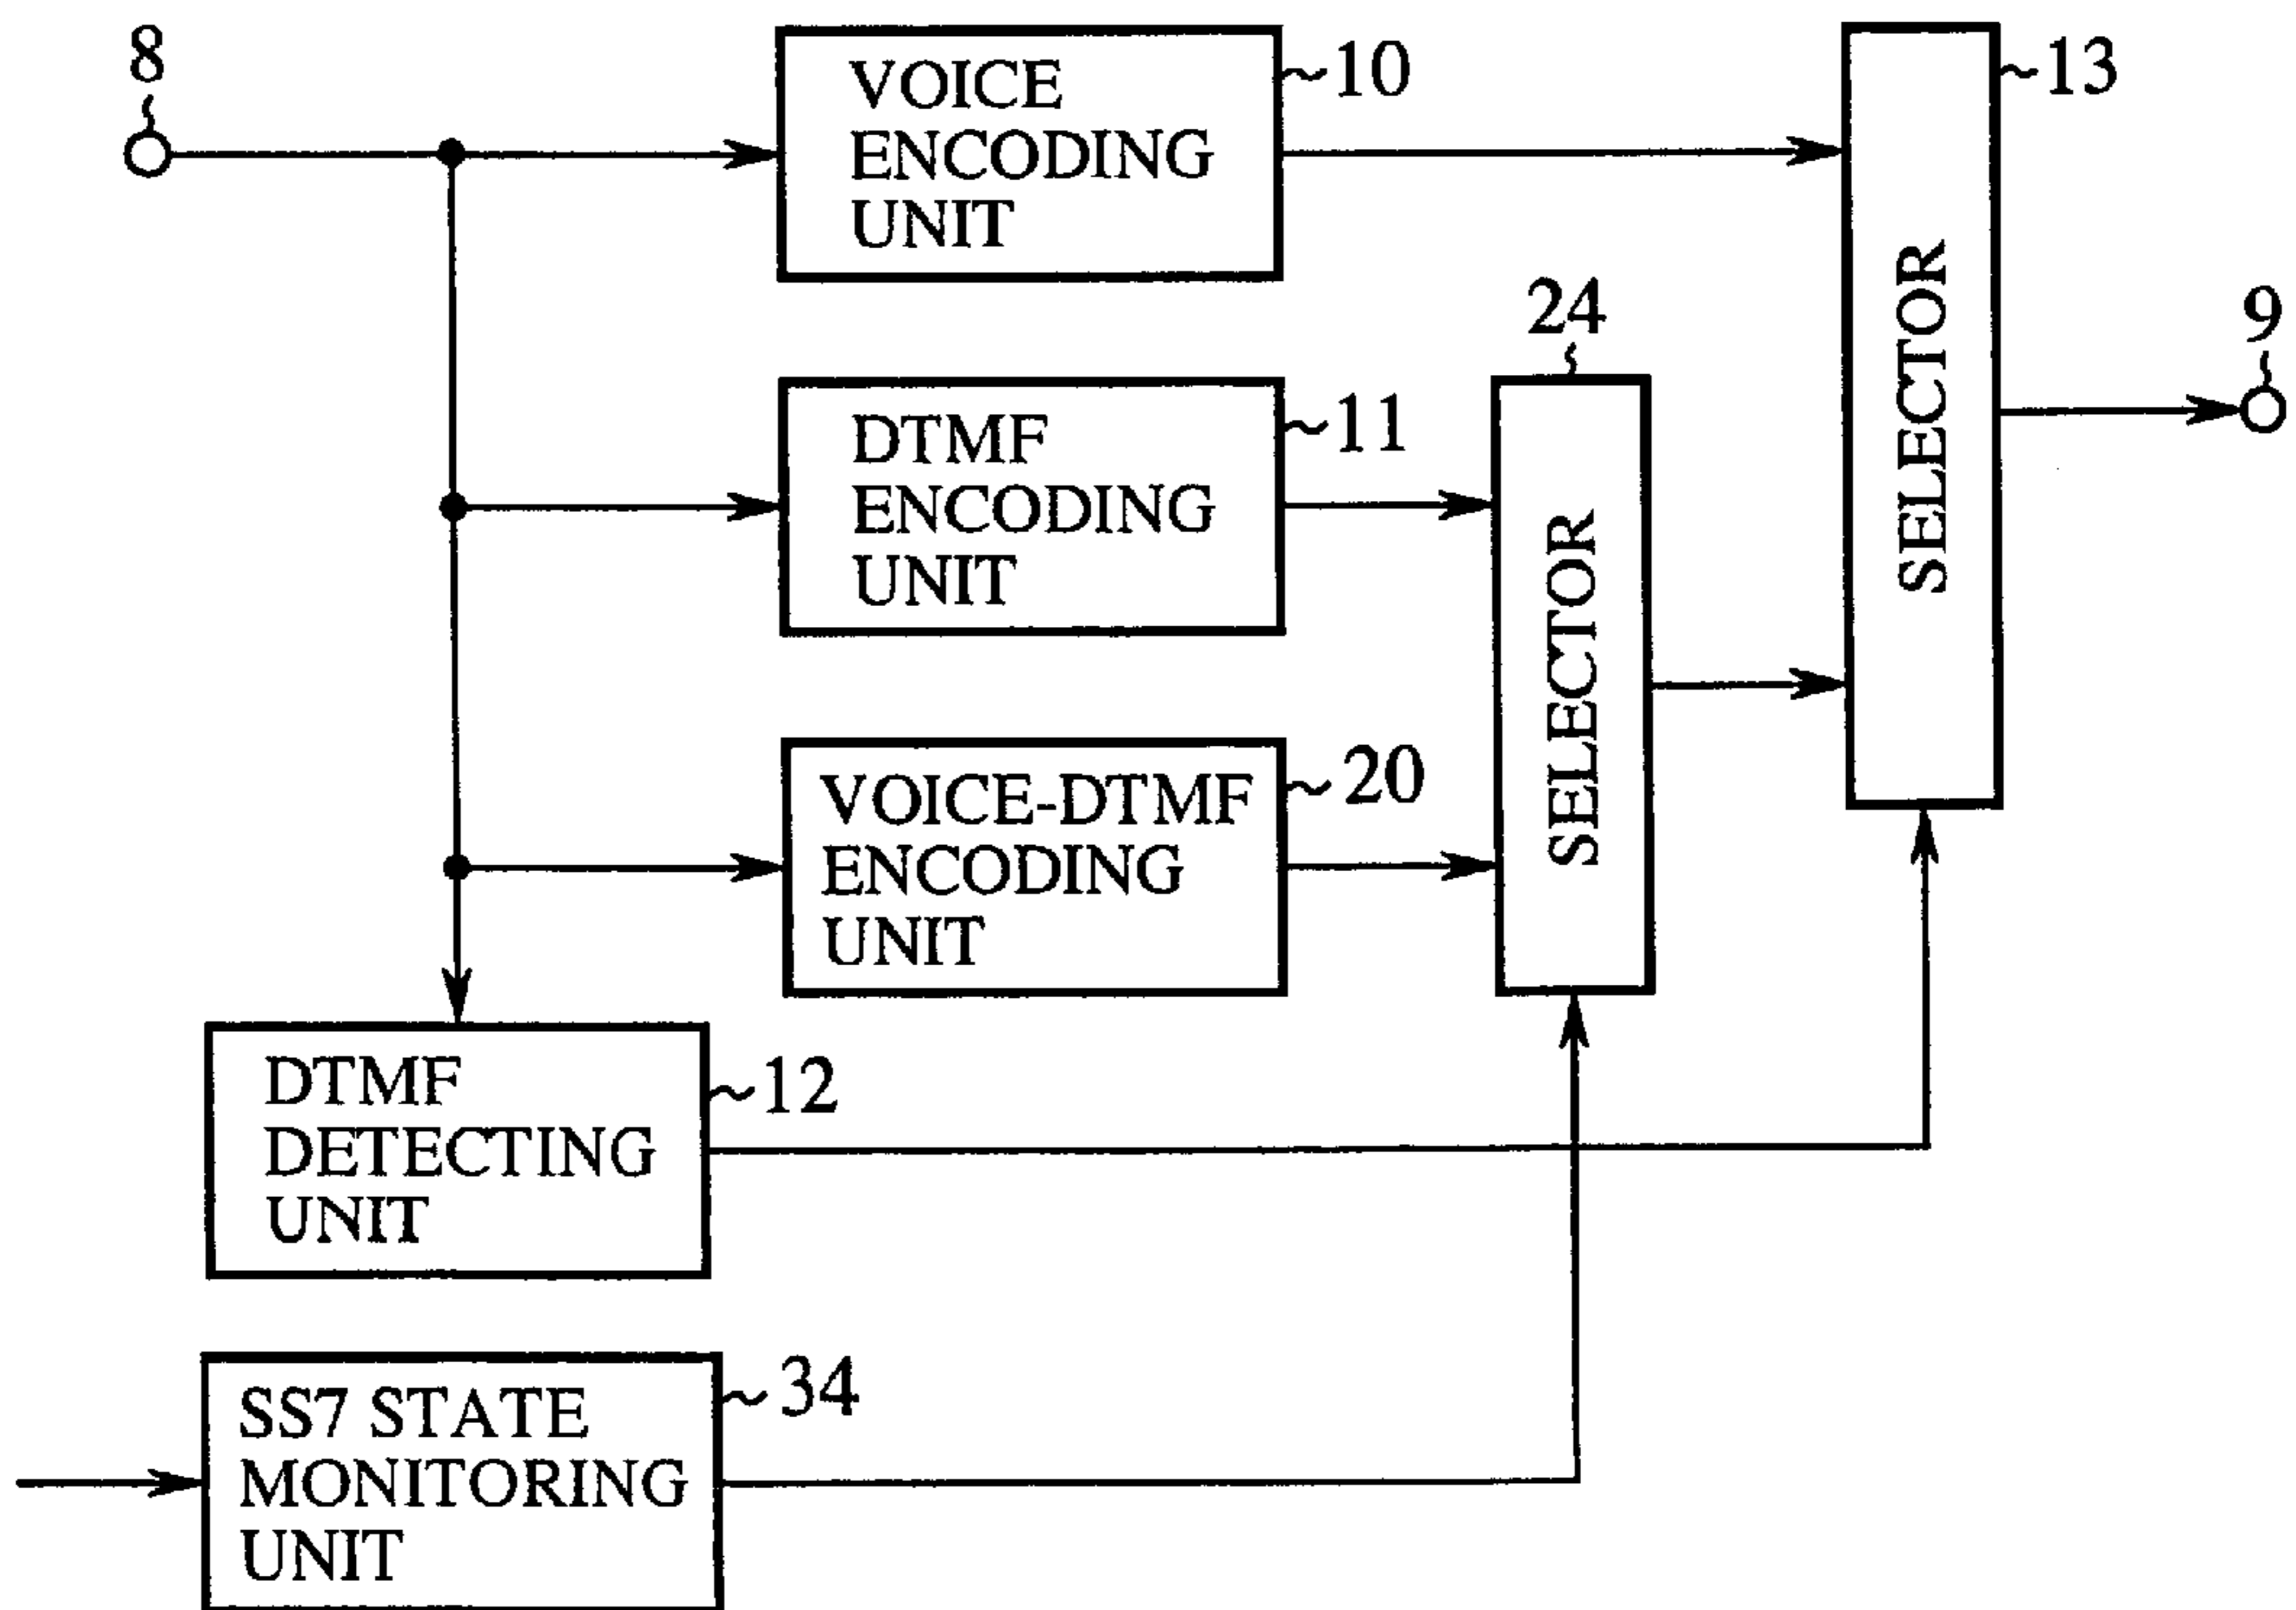 8
VOICE
ENCODING
UNIT
10
13
SELECTOR
9
24
SELECTOR
DTMF
ENCODING
UNIT
11
VOICE-DTMF
ENCODING
UNIT
20
DTMF
DETECTING
UNIT
12
SS7 STATE
MONITORING
UNIT
34